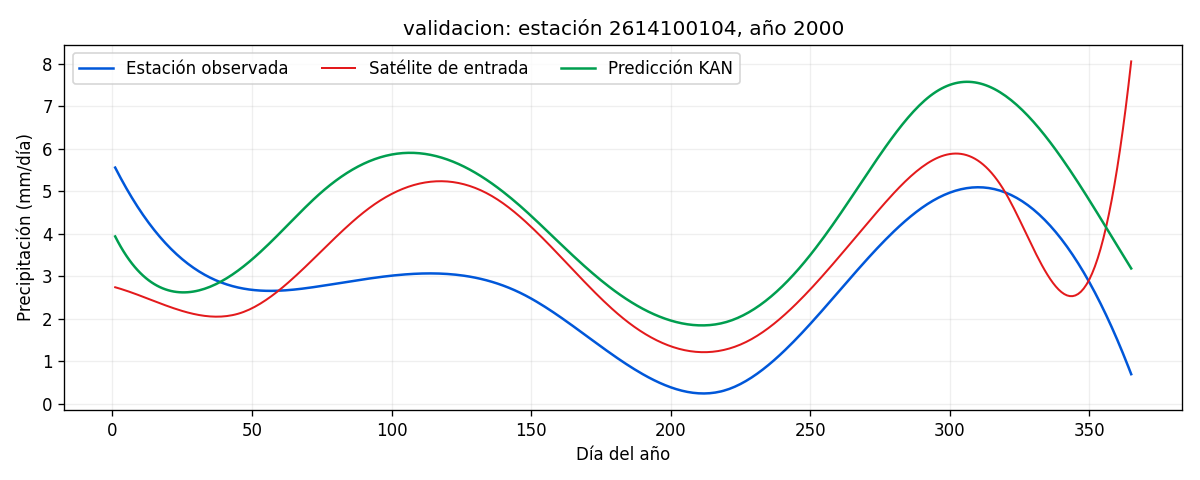 validacion: estación 2614100104, año 2000
Estación observada
Satélite de entrada
Predicción KAN
Precipitación (mm/día)
8
7
6
5
4
3
2
1
0
0
50
100
150
200
250
300
350
Día del año